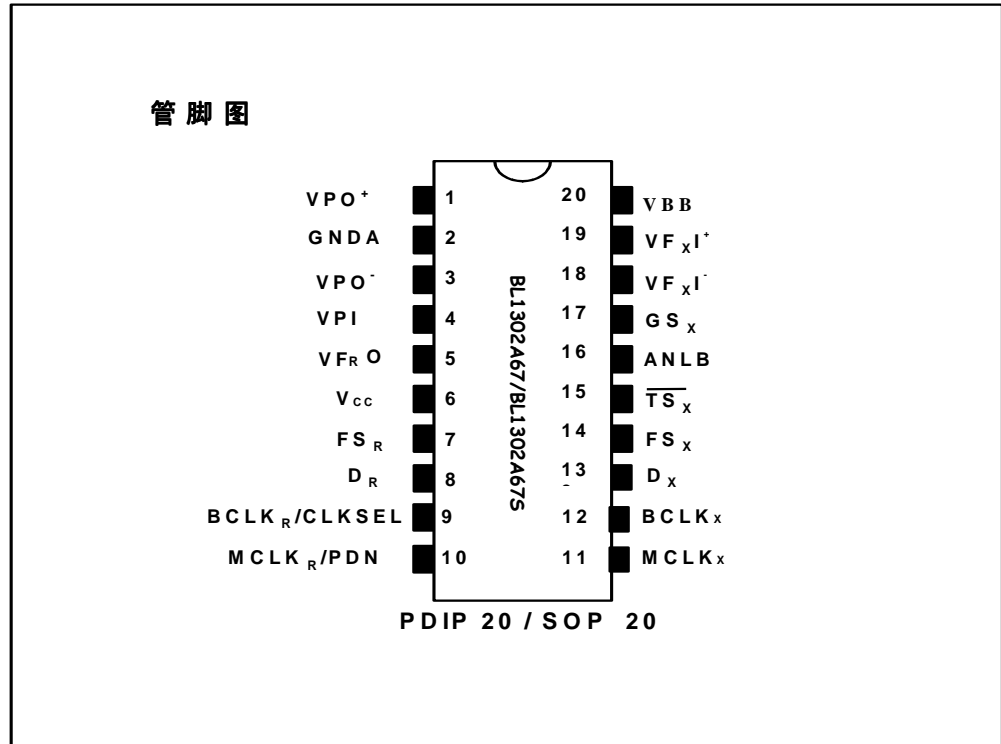 管脚图
VPO⁺ 1 20 VBB
GNDA 2 19 VFₓI⁺
VPO⁻ 3 18 VFₓI⁻
VPI 4 17 GSₓ
VFRO 5 16 ANLB
Vcc 6 15 T̅S̅ₓ
FSR 7 14 FSₓ
DR 8 13 Dₓ
BCLKR/CLKSEL 9 12 BCLKₓ
MCLKR/PDN 10 11 MCLKₓ
BL1302A67/BL1302A67S
PDIP 20 / SOP 20